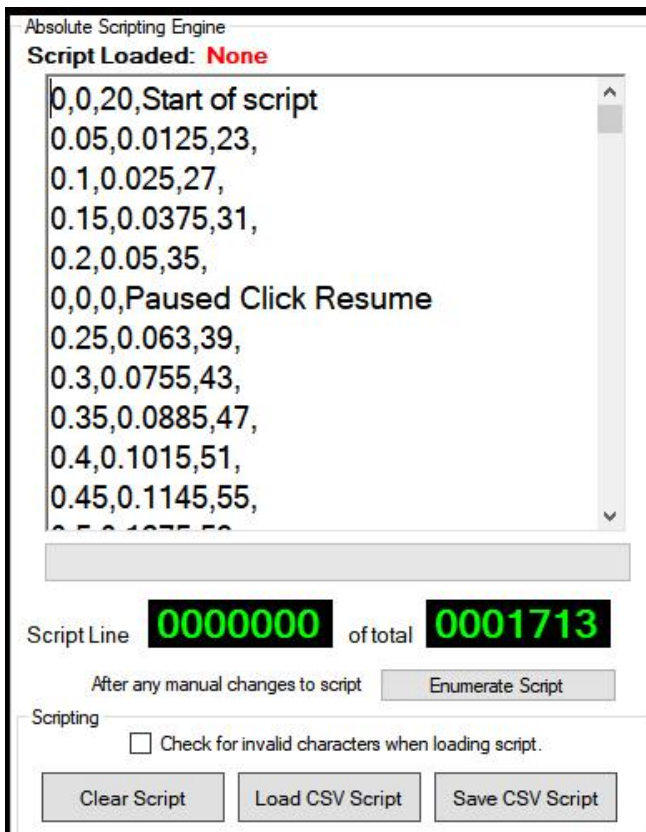 Absolute Scripting Engine
Script Loaded: None
0,0,20,Start of script
0.05,0.0125,23,
0.1,0.025,27,
0.15,0.0375,31,
0.2,0.05,35,
0,0,0,Paused Click Resume
0.25,0.063,39,
0.3,0.0755,43,
0.35,0.0885,47,
0.4,0.1015,51,
0.45,0.1145,55,
Script Line 0000000 of total 0001713
After any manual changes to script Enumerate Script
Scripting
Check for invalid characters when loading script.
Clear Script Load CSV Script Save CSV Script